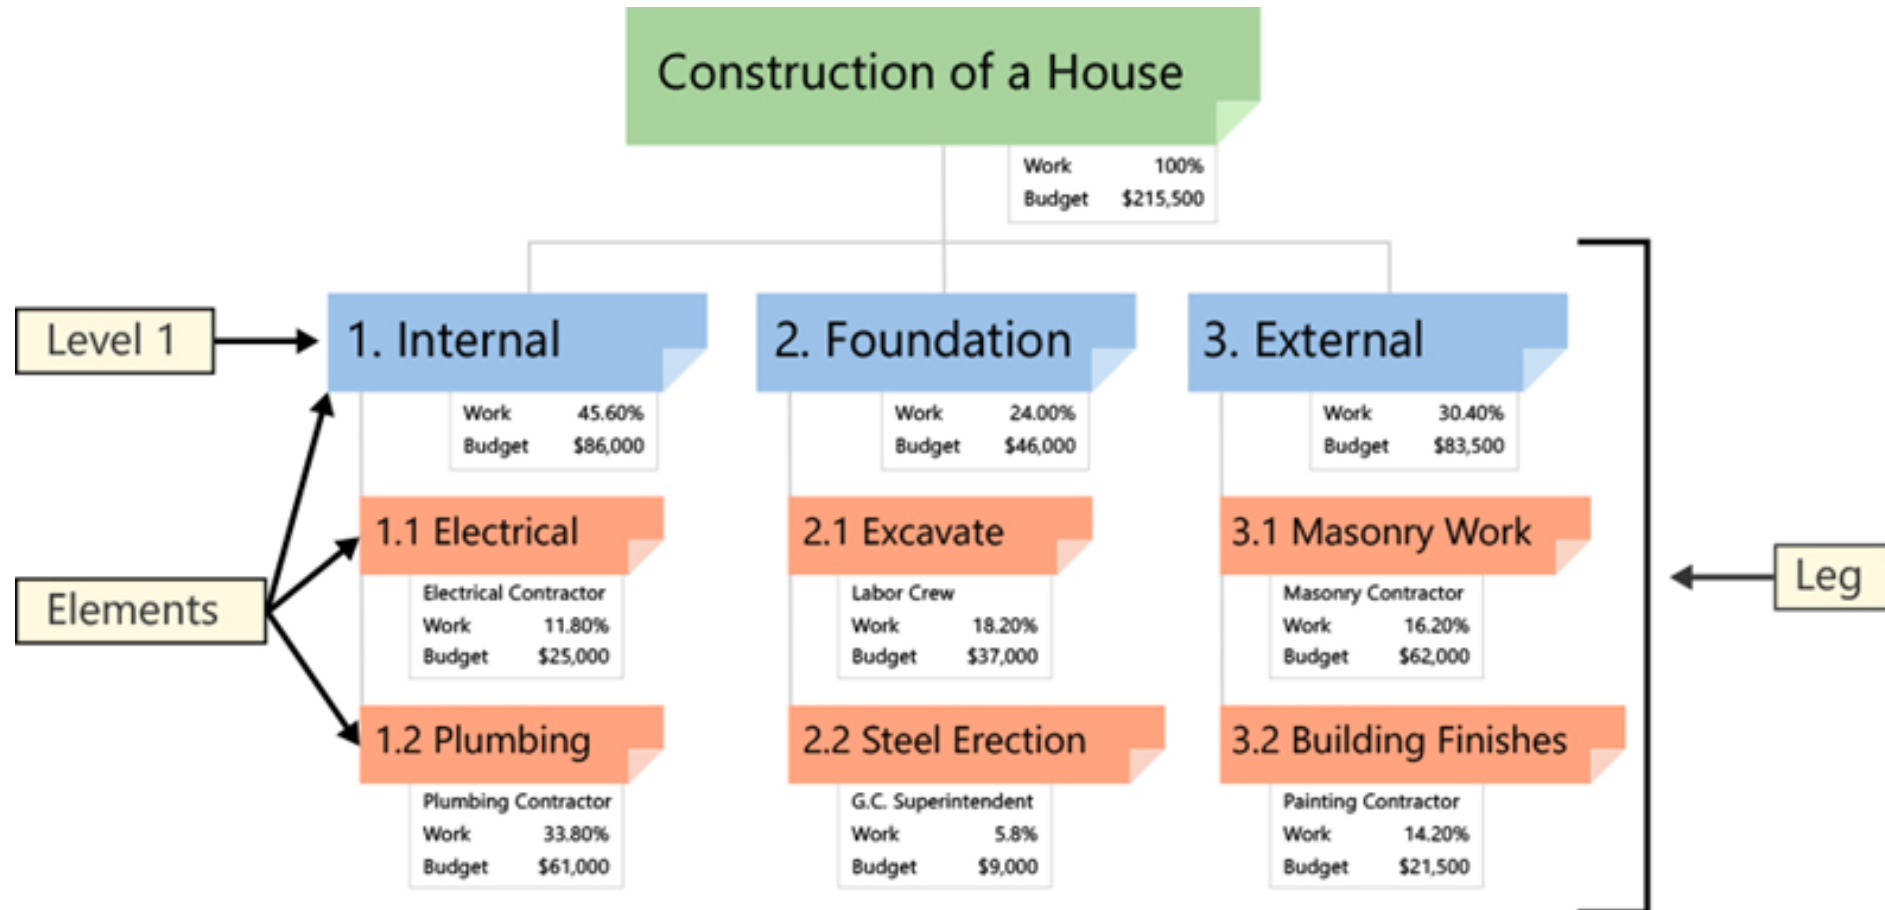 Construction of a House
Work 100%
Budget $215,500
Level 1
1. Internal
2. Foundation
3. External
Work 45.60%
Budget $86,000
Work 24.00%
Budget $46,000
Work 30.40%
Budget $83,500
Elements
1.1 Electrical
2.1 Excavate
3.1 Masonry Work
Leg
Electrical Contractor
Work 11.80%
Budget $25,000
Labor Crew
Work 18.20%
Budget $37,000
Masonry Contractor
Work 16.20%
Budget $62,000
1.2 Plumbing
2.2 Steel Erection
3.2 Building Finishes
Plumbing Contractor
Work 33.80%
Budget $61,000
G.C. Superintendent
Work 5.8%
Budget $9,000
Painting Contractor
Work 14.20%
Budget $21,500